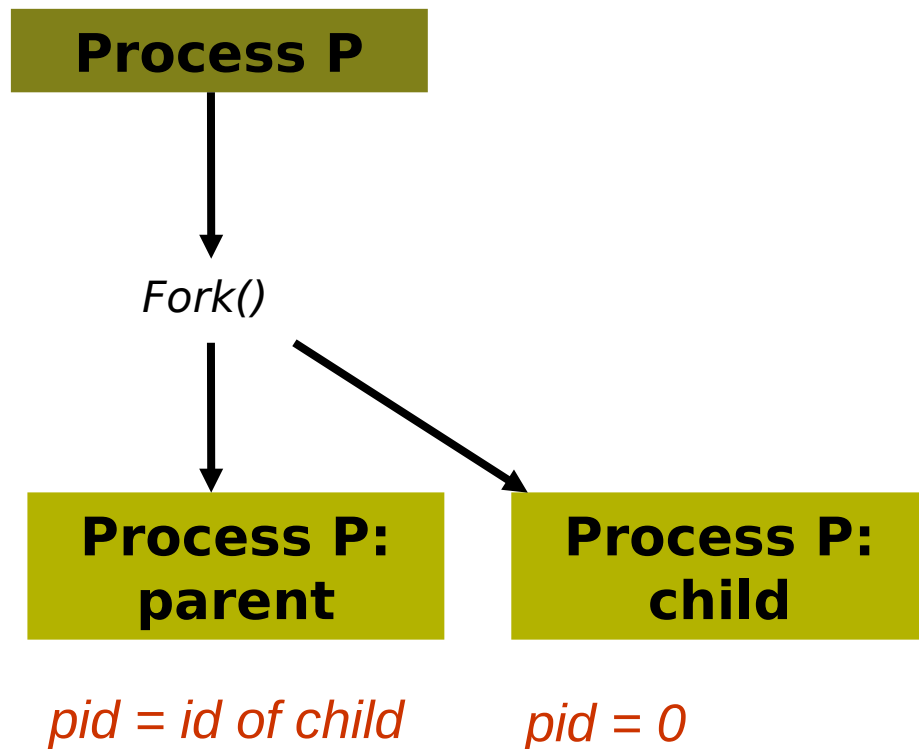 Process P
Fork()
Process P:
parent
Process P:
child
pid = id of child
pid = 0